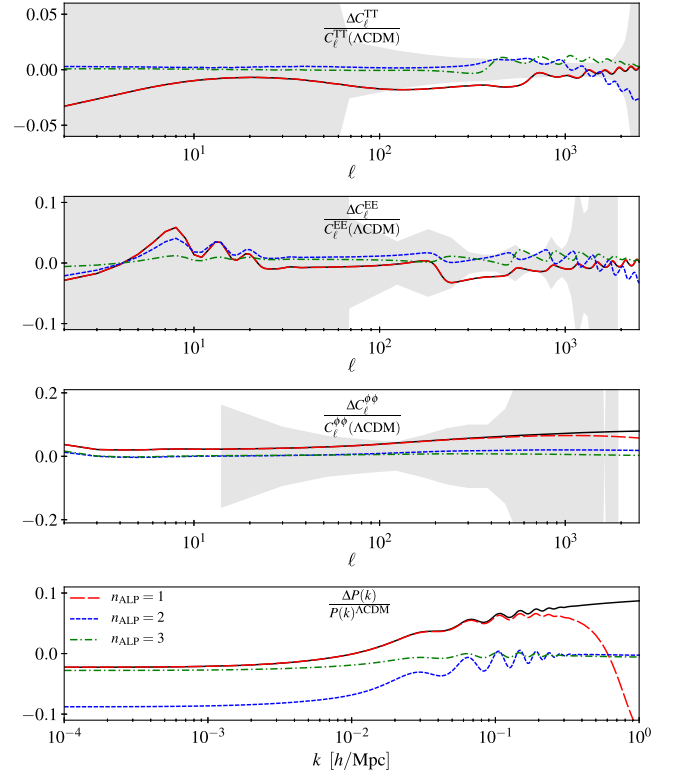 0.05
0.00
−0.05
ΔC_ℓ^TT
C_ℓ^TT(ΛCDM)
10^1 10^2 10^3
ℓ
0.1
0.0
−0.1
ΔC_ℓ^EE
C_ℓ^EE(ΛCDM)
10^1 10^2 10^3
ℓ
0.2
0.0
−0.2
ΔC_ℓ^ϕϕ
C_ℓ^ϕϕ(ΛCDM)
10^1 10^2 10^3
ℓ
0.1
0.0
−0.1
n_ALP = 1
n_ALP = 2
n_ALP = 3
ΔP(k)
P(k)^ΛCDM
10^−4 10^−3 10^−2 10^−1 10^0
k [h/Mpc]